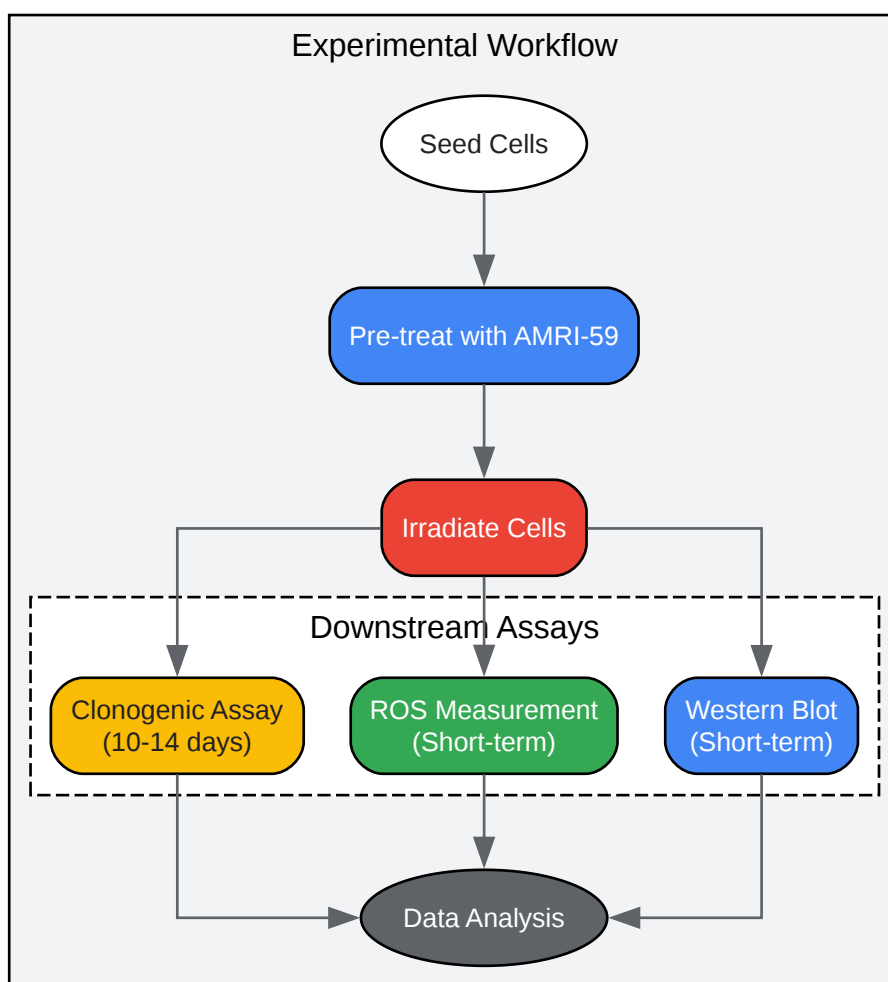 Experimental Workflow
Seed Cells
Pre-treat with AMRI-59
Irradiate Cells
Downstream Assays
Clonogenic Assay
(10-14 days)
ROS Measurement
(Short-term)
Western Blot
(Short-term)
Data Analysis